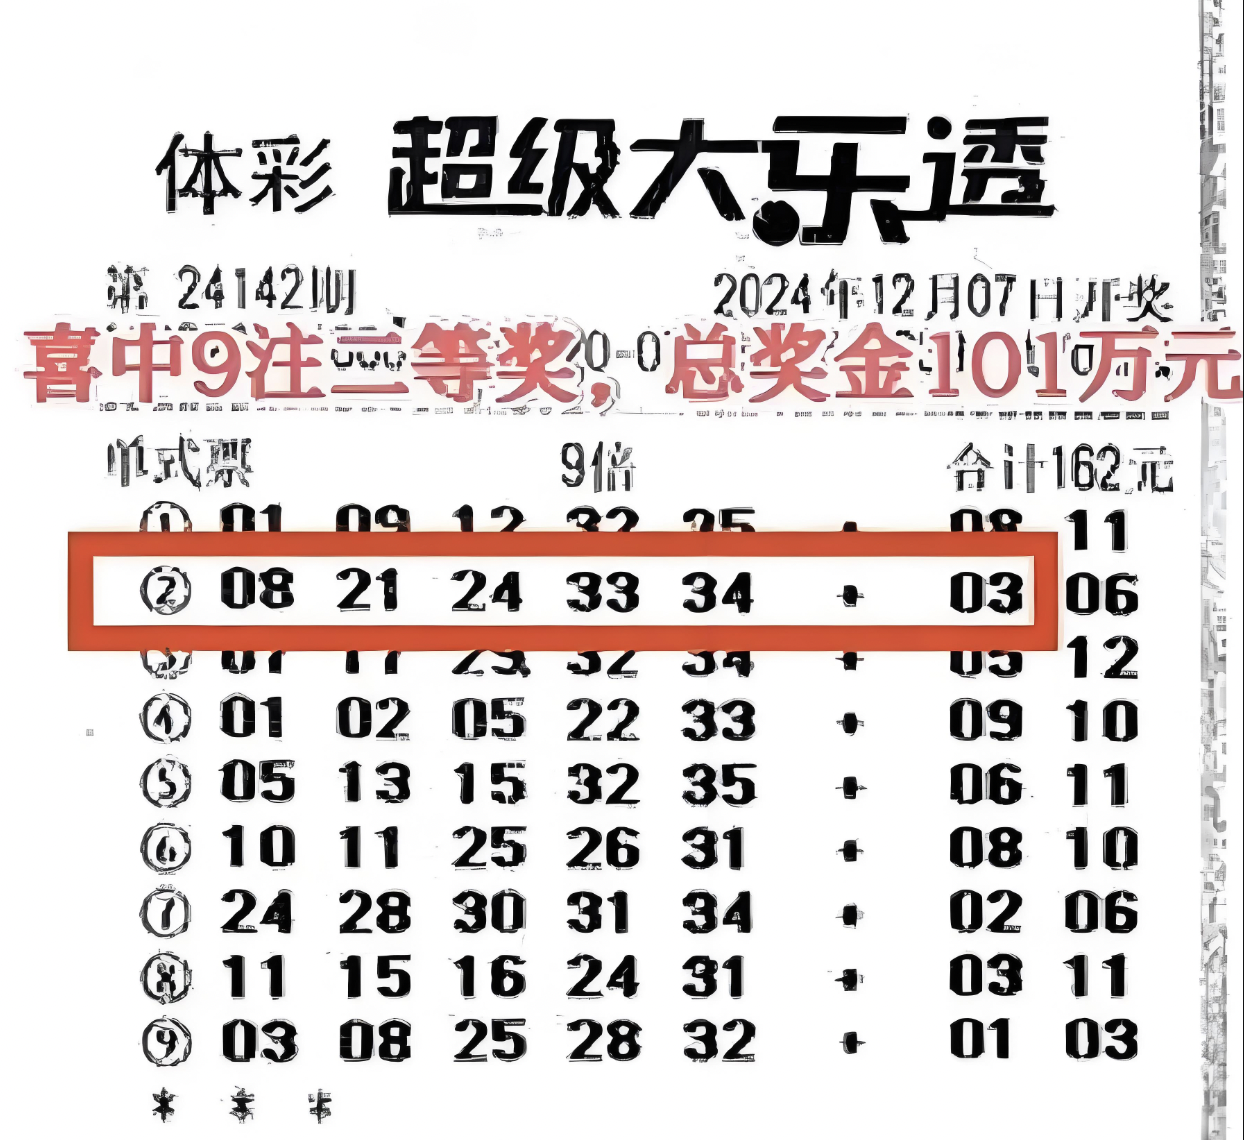 体彩 超级大乐透
第 24142期 2024年12月07日开奖
喜中9注二等奖，总奖金101万元
单式票 9倍 合计162元
① 01 09 12 32 35 + 08 11
② 08 21 24 33 34 + 03 06
③ 07 17 29 32 34 + 05 12
④ 01 02 05 22 33 + 09 10
⑤ 05 13 15 32 35 + 06 11
⑥ 10 11 25 26 31 + 08 10
⑦ 24 28 30 31 34 + 02 06
⑧ 11 15 16 24 31 + 03 11
⑨ 03 08 25 28 32 + 01 03
* * *